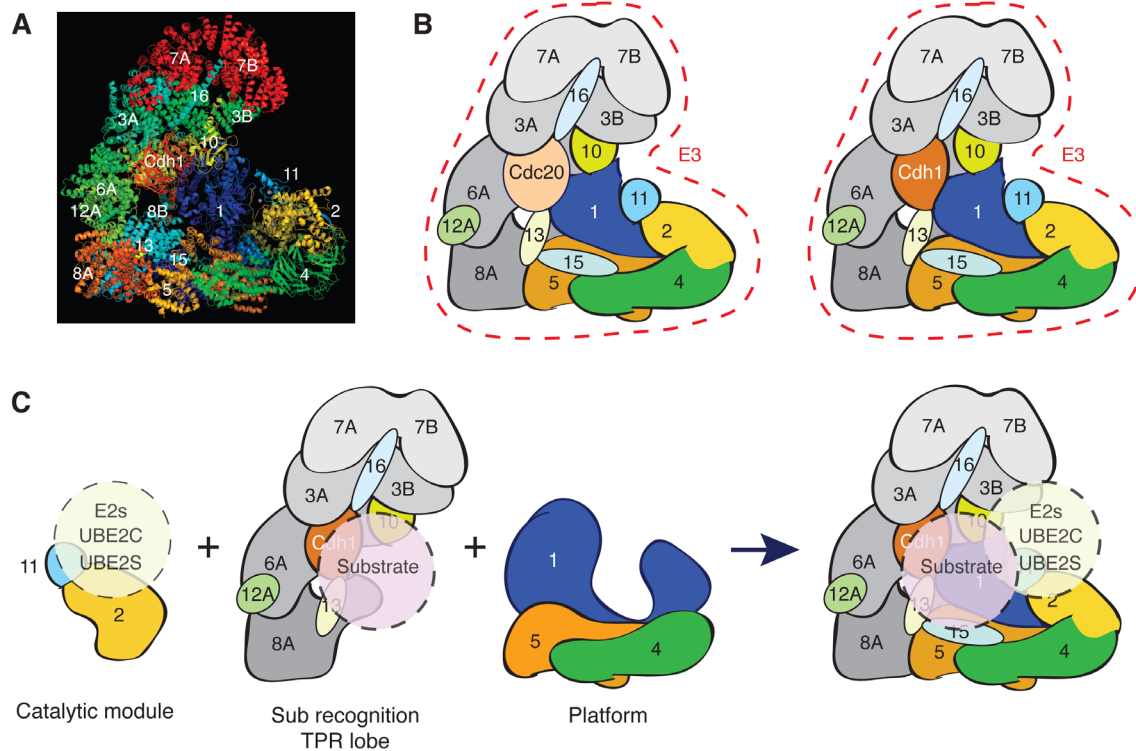 A
7A
7B
16
3A
3B
10
Cdh1
11
6A
12A
8B
1
2
13
15
8A
5
4
B
7A
7B
16
3A
3B
10
E3
Cdc20
6A
11
12A
1
13
2
15
8A
5
4
7A
7B
16
3A
3B
10
E3
Cdh1
6A
11
12A
1
13
2
15
8A
5
4
C
E2s
UBE2C
UBE2S
11
2
+
7A
7B
16
3A
3B
10
Cdh1
Substrate
6A
12A
13
8A
+
1
5
4
7A
7B
16
3A
3B
10
E2s
UBE2C
UBE2S
Cdh1
Substrate
6A
1
12A
13
2
15
8A
5
4
Catalytic module
Sub recognition
TPR lobe
Platform